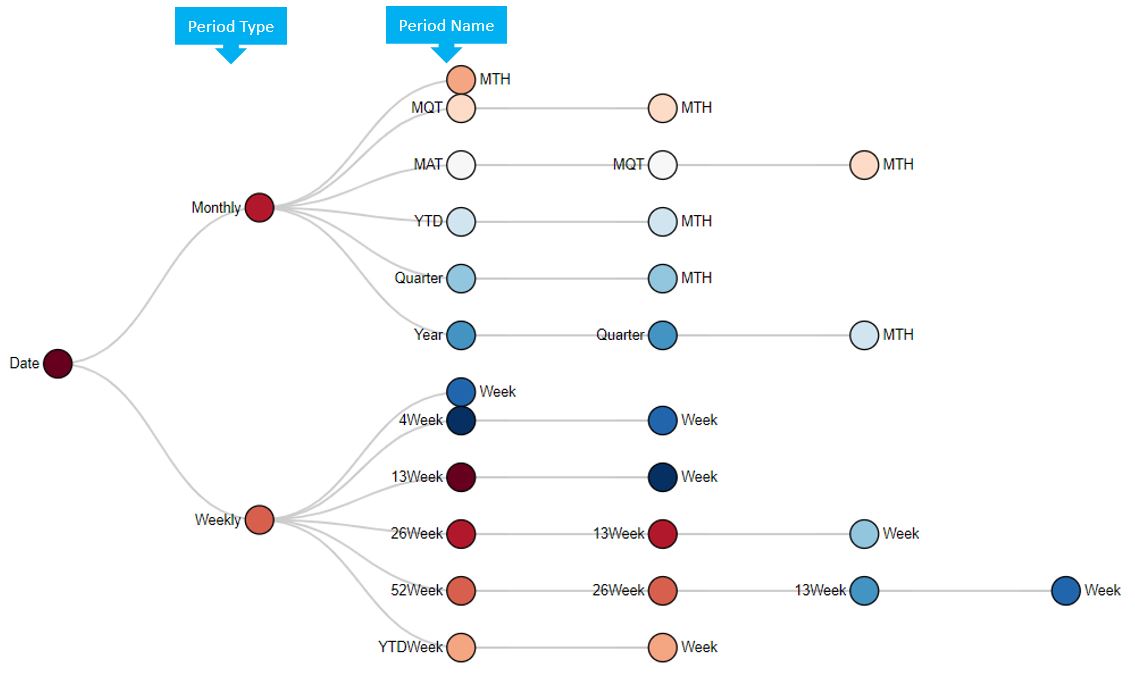 Period Type Period Name
MTH
MQT MTH
MAT MQT MTH
Monthly
YTD MTH
Quarter MTH
Year Quarter MTH
Date
Week
4Week Week
13Week Week
Weekly
26Week 13Week Week
52Week 26Week 13Week Week
YTDWeek Week